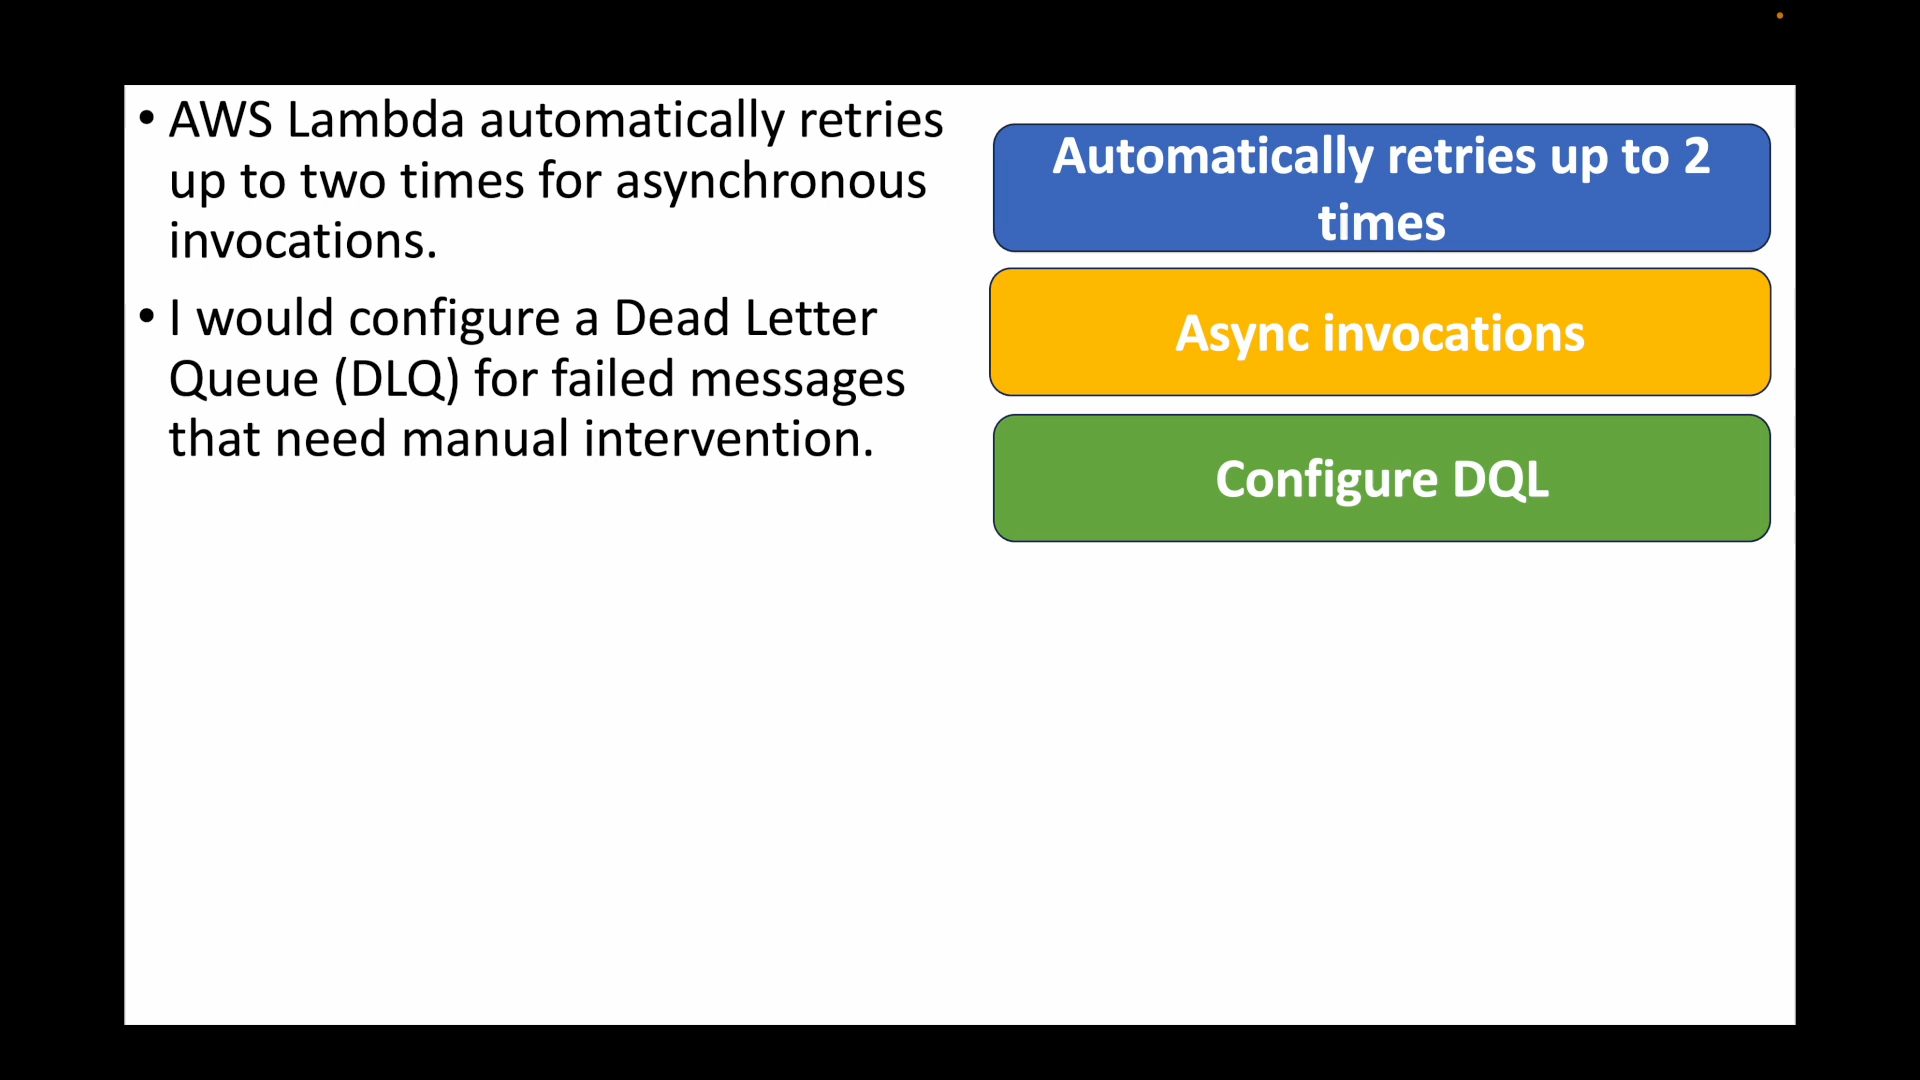 • AWS Lambda automatically retries
up to two times for asynchronous
invocations.
• I would configure a Dead Letter
Queue (DLQ) for failed messages
that need manual intervention.
Automatically retries up to 2
times
Async invocations
Configure DQL